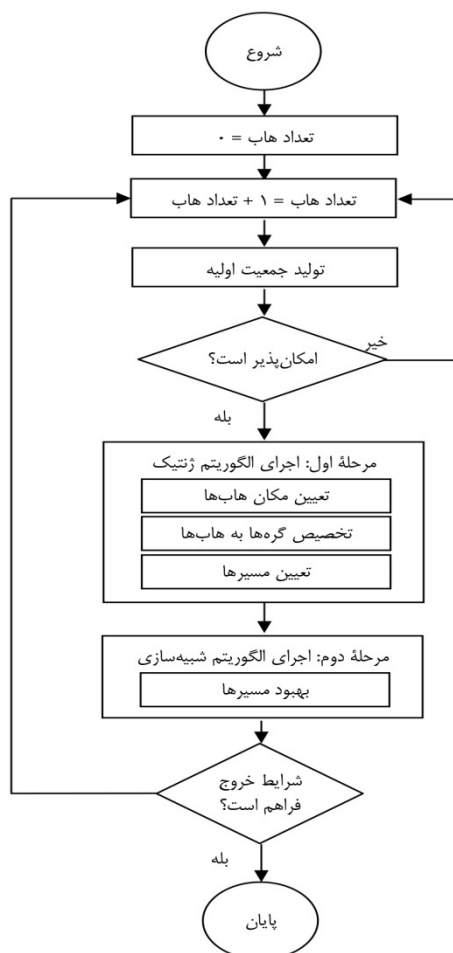 شروع
تعداد هاب = ۰
تعداد هاب = ۱ + تعداد هاب
تولید جمعیت اولیه
امکان‌پذیر است؟
خیر
بله
مرحلهٔ اول: اجرای الگوریتم ژنتیک
تعیین مکان هاب‌ها
تخصیص گره‌ها به هاب‌ها
تعیین مسیرها
مرحلهٔ دوم: اجرای الگوریتم شبیه‌سازی
بهبود مسیرها
شرایط خروج
فراهم است؟
بله
پایان